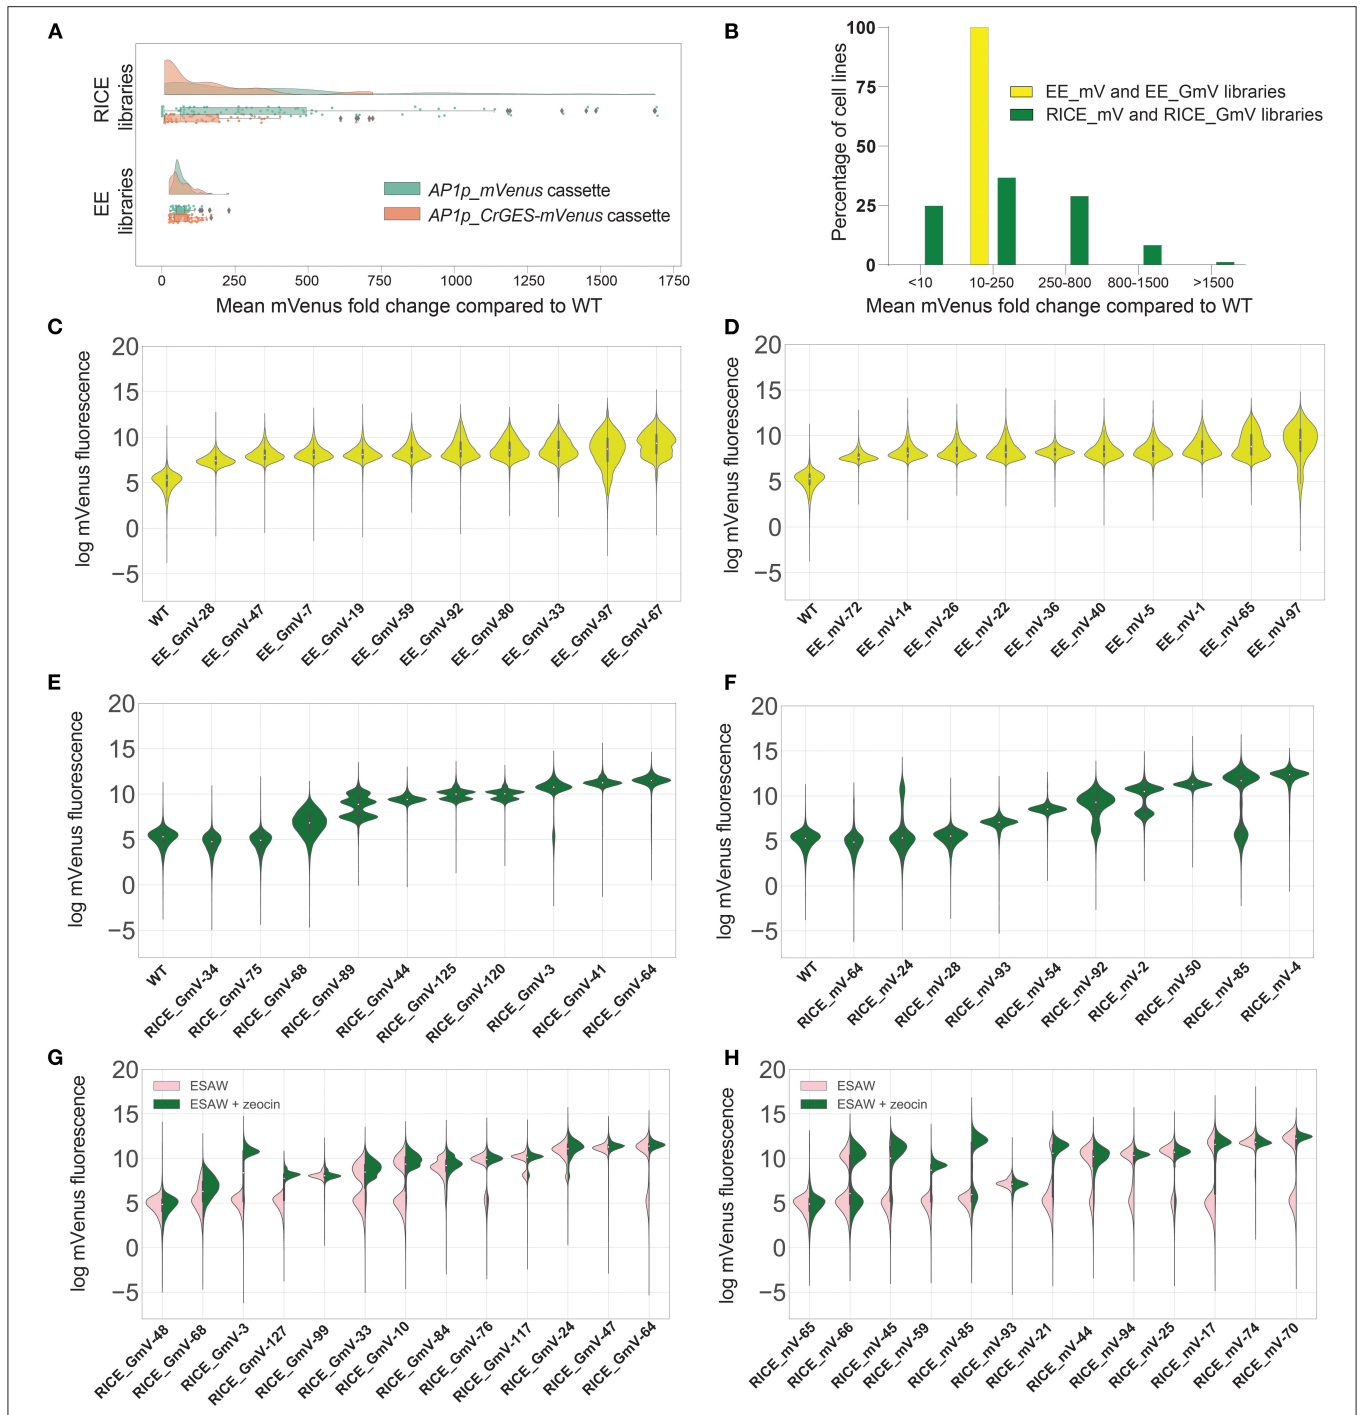 A
RICE
libraries
EE
libraries
AP1p_mVenus cassette
AP1p_CrGES-mVenus cassette
0 250 500 750 1000 1250 1500 1750
Mean mVenus fold change compared to WT
B
Percentage of cell lines
100
75
50
25
0
EE_mV and EE_GmV libraries
RICE_mV and RICE_GmV libraries
<10 10-250 250-800 800-1500 >1500
Mean mVenus fold change compared to WT
C
log mVenus fluorescence
20
15
10
5
0
−5
WT EE_GmV-28 EE_GmV-47 EE_GmV-7 EE_GmV-19 EE_GmV-59 EE_GmV-92 EE_GmV-80 EE_GmV-33 EE_GmV-97 EE_GmV-67
D
log mVenus fluorescence
20
15
10
5
0
−5
WT EE_mV-72 EE_mV-14 EE_mV-26 EE_mV-22 EE_mV-36 EE_mV-40 EE_mV-5 EE_mV-1 EE_mV-65 EE_mV-97
E
log mVenus fluorescence
20
15
10
5
0
−5
WT RICE_GmV-34 RICE_GmV-75 RICE_GmV-68 RICE_GmV-89 RICE_GmV-44 RICE_GmV-125 RICE_GmV-120 RICE_GmV-3 RICE_GmV-41 RICE_GmV-64
F
log mVenus fluorescence
20
15
10
5
0
−5
WT RICE_mV-64 RICE_mV-24 RICE_mV-28 RICE_mV-93 RICE_mV-54 RICE_mV-92 RICE_mV-2 RICE_mV-50 RICE_mV-85 RICE_mV-4
G
log mVenus fluorescence
20
15
10
5
0
−5
ESAW
ESAW + zeocin
RICE_GmV-48 RICE_GmV-68 RICE_GmV-3 RICE_GmV-127 RICE_GmV-99 RICE_GmV-33 RICE_GmV-10 RICE_GmV-84 RICE_GmV-76 RICE_GmV-117 RICE_GmV-24 RICE_GmV-47 RICE_GmV-64
H
log mVenus fluorescence
20
15
10
5
0
−5
ESAW
ESAW + zeocin
RICE_mV-65 RICE_mV-66 RICE_mV-45 RICE_mV-59 RICE_mV-85 RICE_mV-93 RICE_mV-21 RICE_mV-44 RICE_mV-94 RICE_mV-25 RICE_mV-17 RICE_mV-74 RICE_mV-70